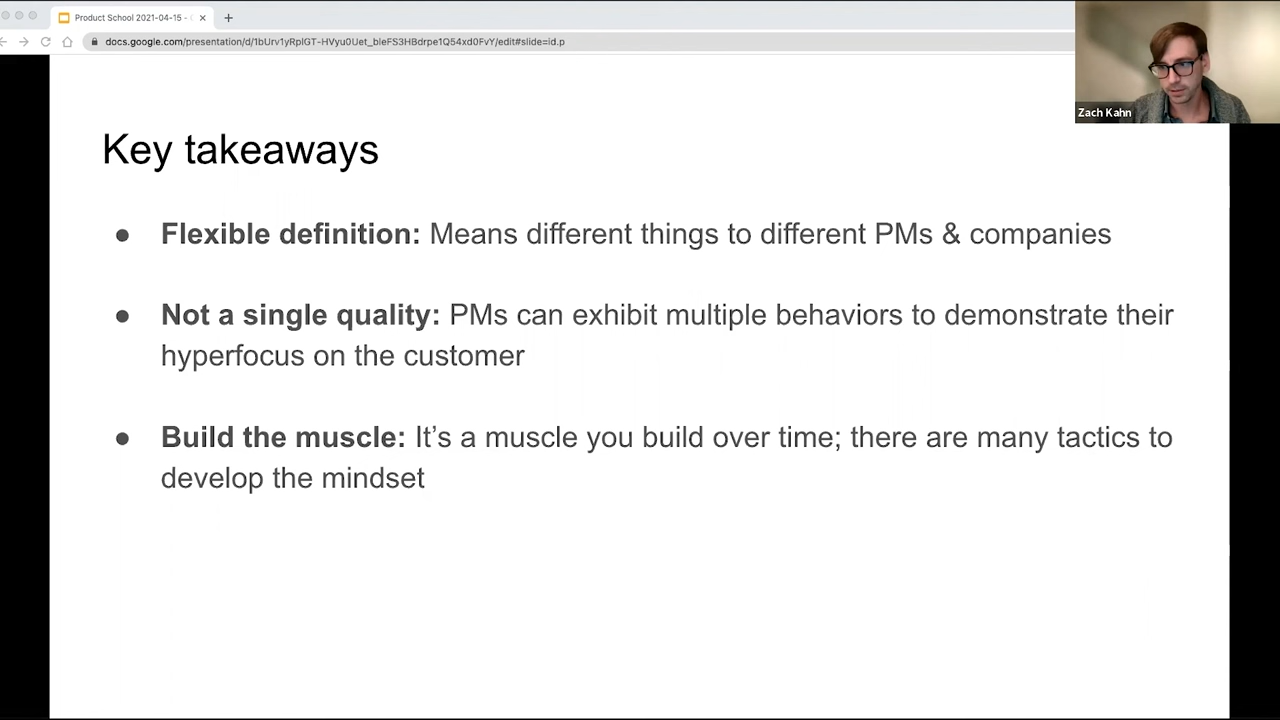 Product School 2021-04-15 -
docs.google.com/presentation/d/1bUrv1yRplGT-HVyu0Uet_bleFS3HBdrpe1Q54xd0FvY/edit#slide=id.p
Zach Kahn
Key takeaways
● Flexible definition: Means different things to different PMs & companies
● Not a single quality: PMs can exhibit multiple behaviors to demonstrate their
hyperfocus on the customer
● Build the muscle: It’s a muscle you build over time; there are many tactics to
develop the mindset